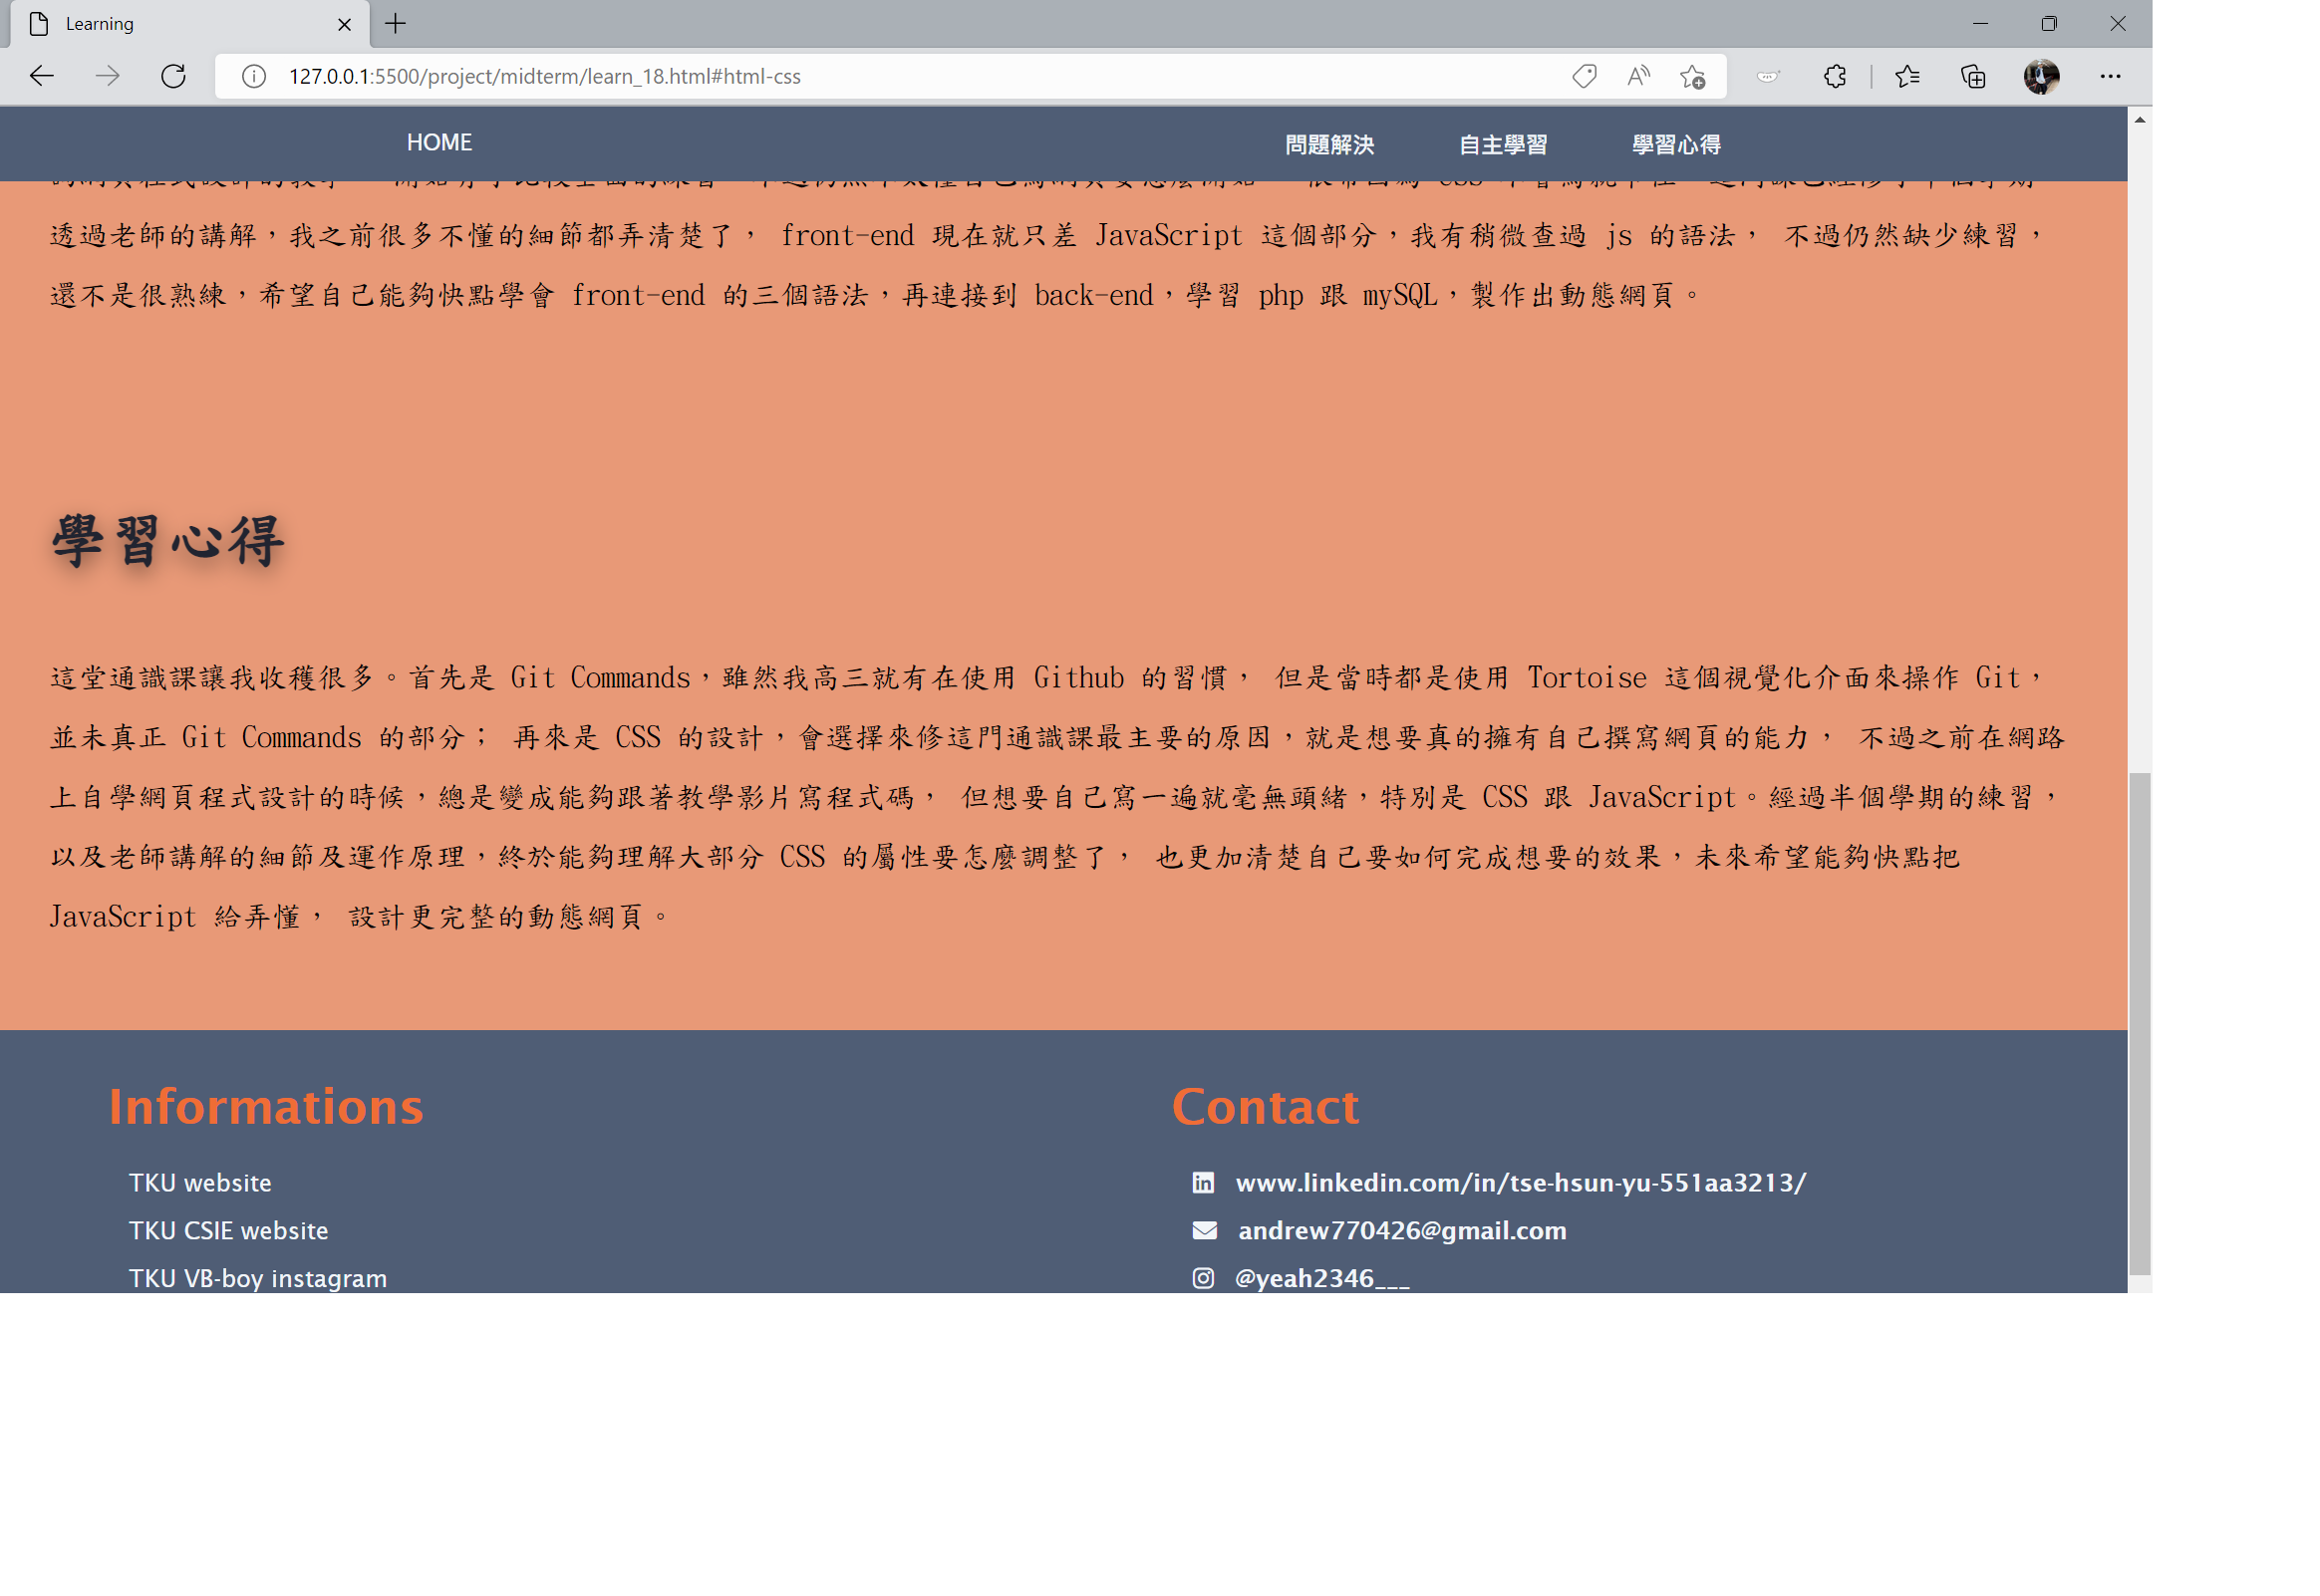 Learning
127.0.0.1:5500/project/midterm/learn_18.html#html-css
HOME 問題解決 自主學習 學習心得
透過老師的講解，我之前很多不懂的細節都弄清楚了， front-end 現在就只差 JavaScript 這個部分，我有稍微查過 js 的語法， 不過仍然缺少練習，
還不是很熟練，希望自己能夠快點學會 front-end 的三個語法，再連接到 back-end，學習 php 跟 mySQL，製作出動態網頁。
學習心得
這堂通識課讓我收穫很多。首先是 Git Commands，雖然我高三就有在使用 Github 的習慣， 但是當時都是使用 Tortoise 這個視覺化介面來操作 Git，
並未真正 Git Commands 的部分； 再來是 CSS 的設計，會選擇來修這門通識課最主要的原因，就是想要真的擁有自己撰寫網頁的能力， 不過之前在網路
上自學網頁程式設計的時候，總是變成能夠跟著教學影片寫程式碼， 但想要自己寫一遍就毫無頭緒，特別是 CSS 跟 JavaScript。經過半個學期的練習，
以及老師講解的細節及運作原理，終於能夠理解大部分 CSS 的屬性要怎麼調整了， 也更加清楚自己要如何完成想要的效果，未來希望能夠快點把
JavaScript 給弄懂， 設計更完整的動態網頁。
Informations
TKU website
TKU CSIE website
TKU VB-boy instagram
Contact
www.linkedin.com/in/tse-hsun-yu-551aa3213/
andrew770426@gmail.com
@yeah2346___